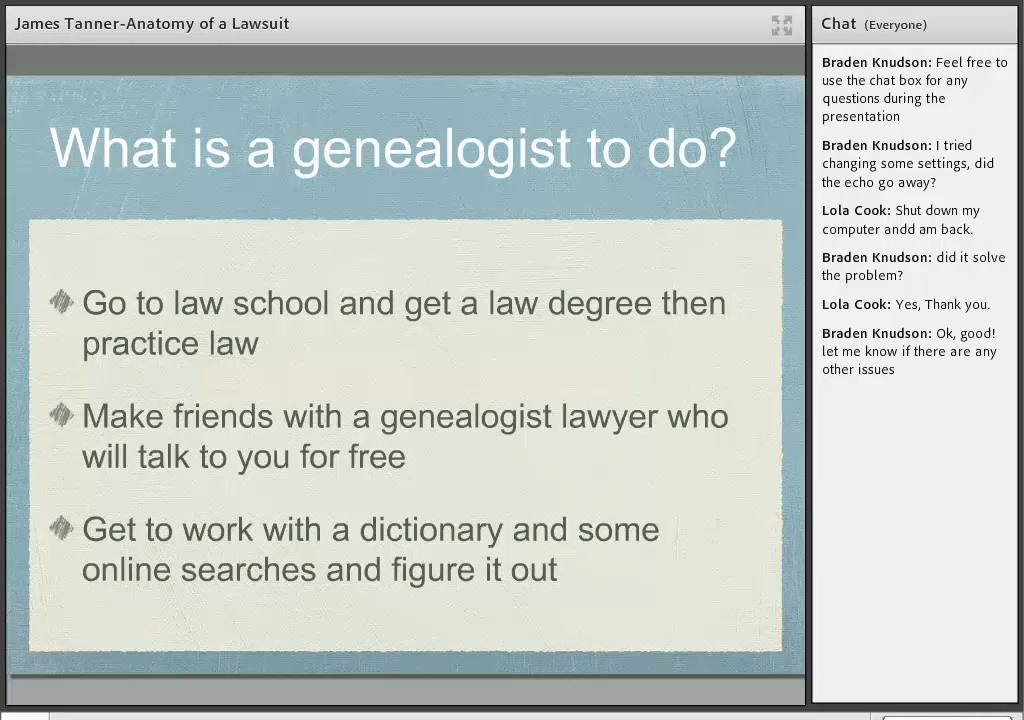 James Tanner-Anatomy of a Lawsuit
What is a genealogist to do?
Go to law school and get a law degree then
practice law
Make friends with a genealogist lawyer who
will talk to you for free
Get to work with a dictionary and some
online searches and figure it out
Chat (Everyone)
Braden Knudson: Feel free to
use the chat box for any
questions during the
presentation
Braden Knudson: I tried
changing some settings, did
the echo go away?
Lola Cook: Shut down my
computer andd am back.
Braden Knudson: did it solve
the problem?
Lola Cook: Yes, Thank you.
Braden Knudson: Ok, good!
let me know if there are any
other issues